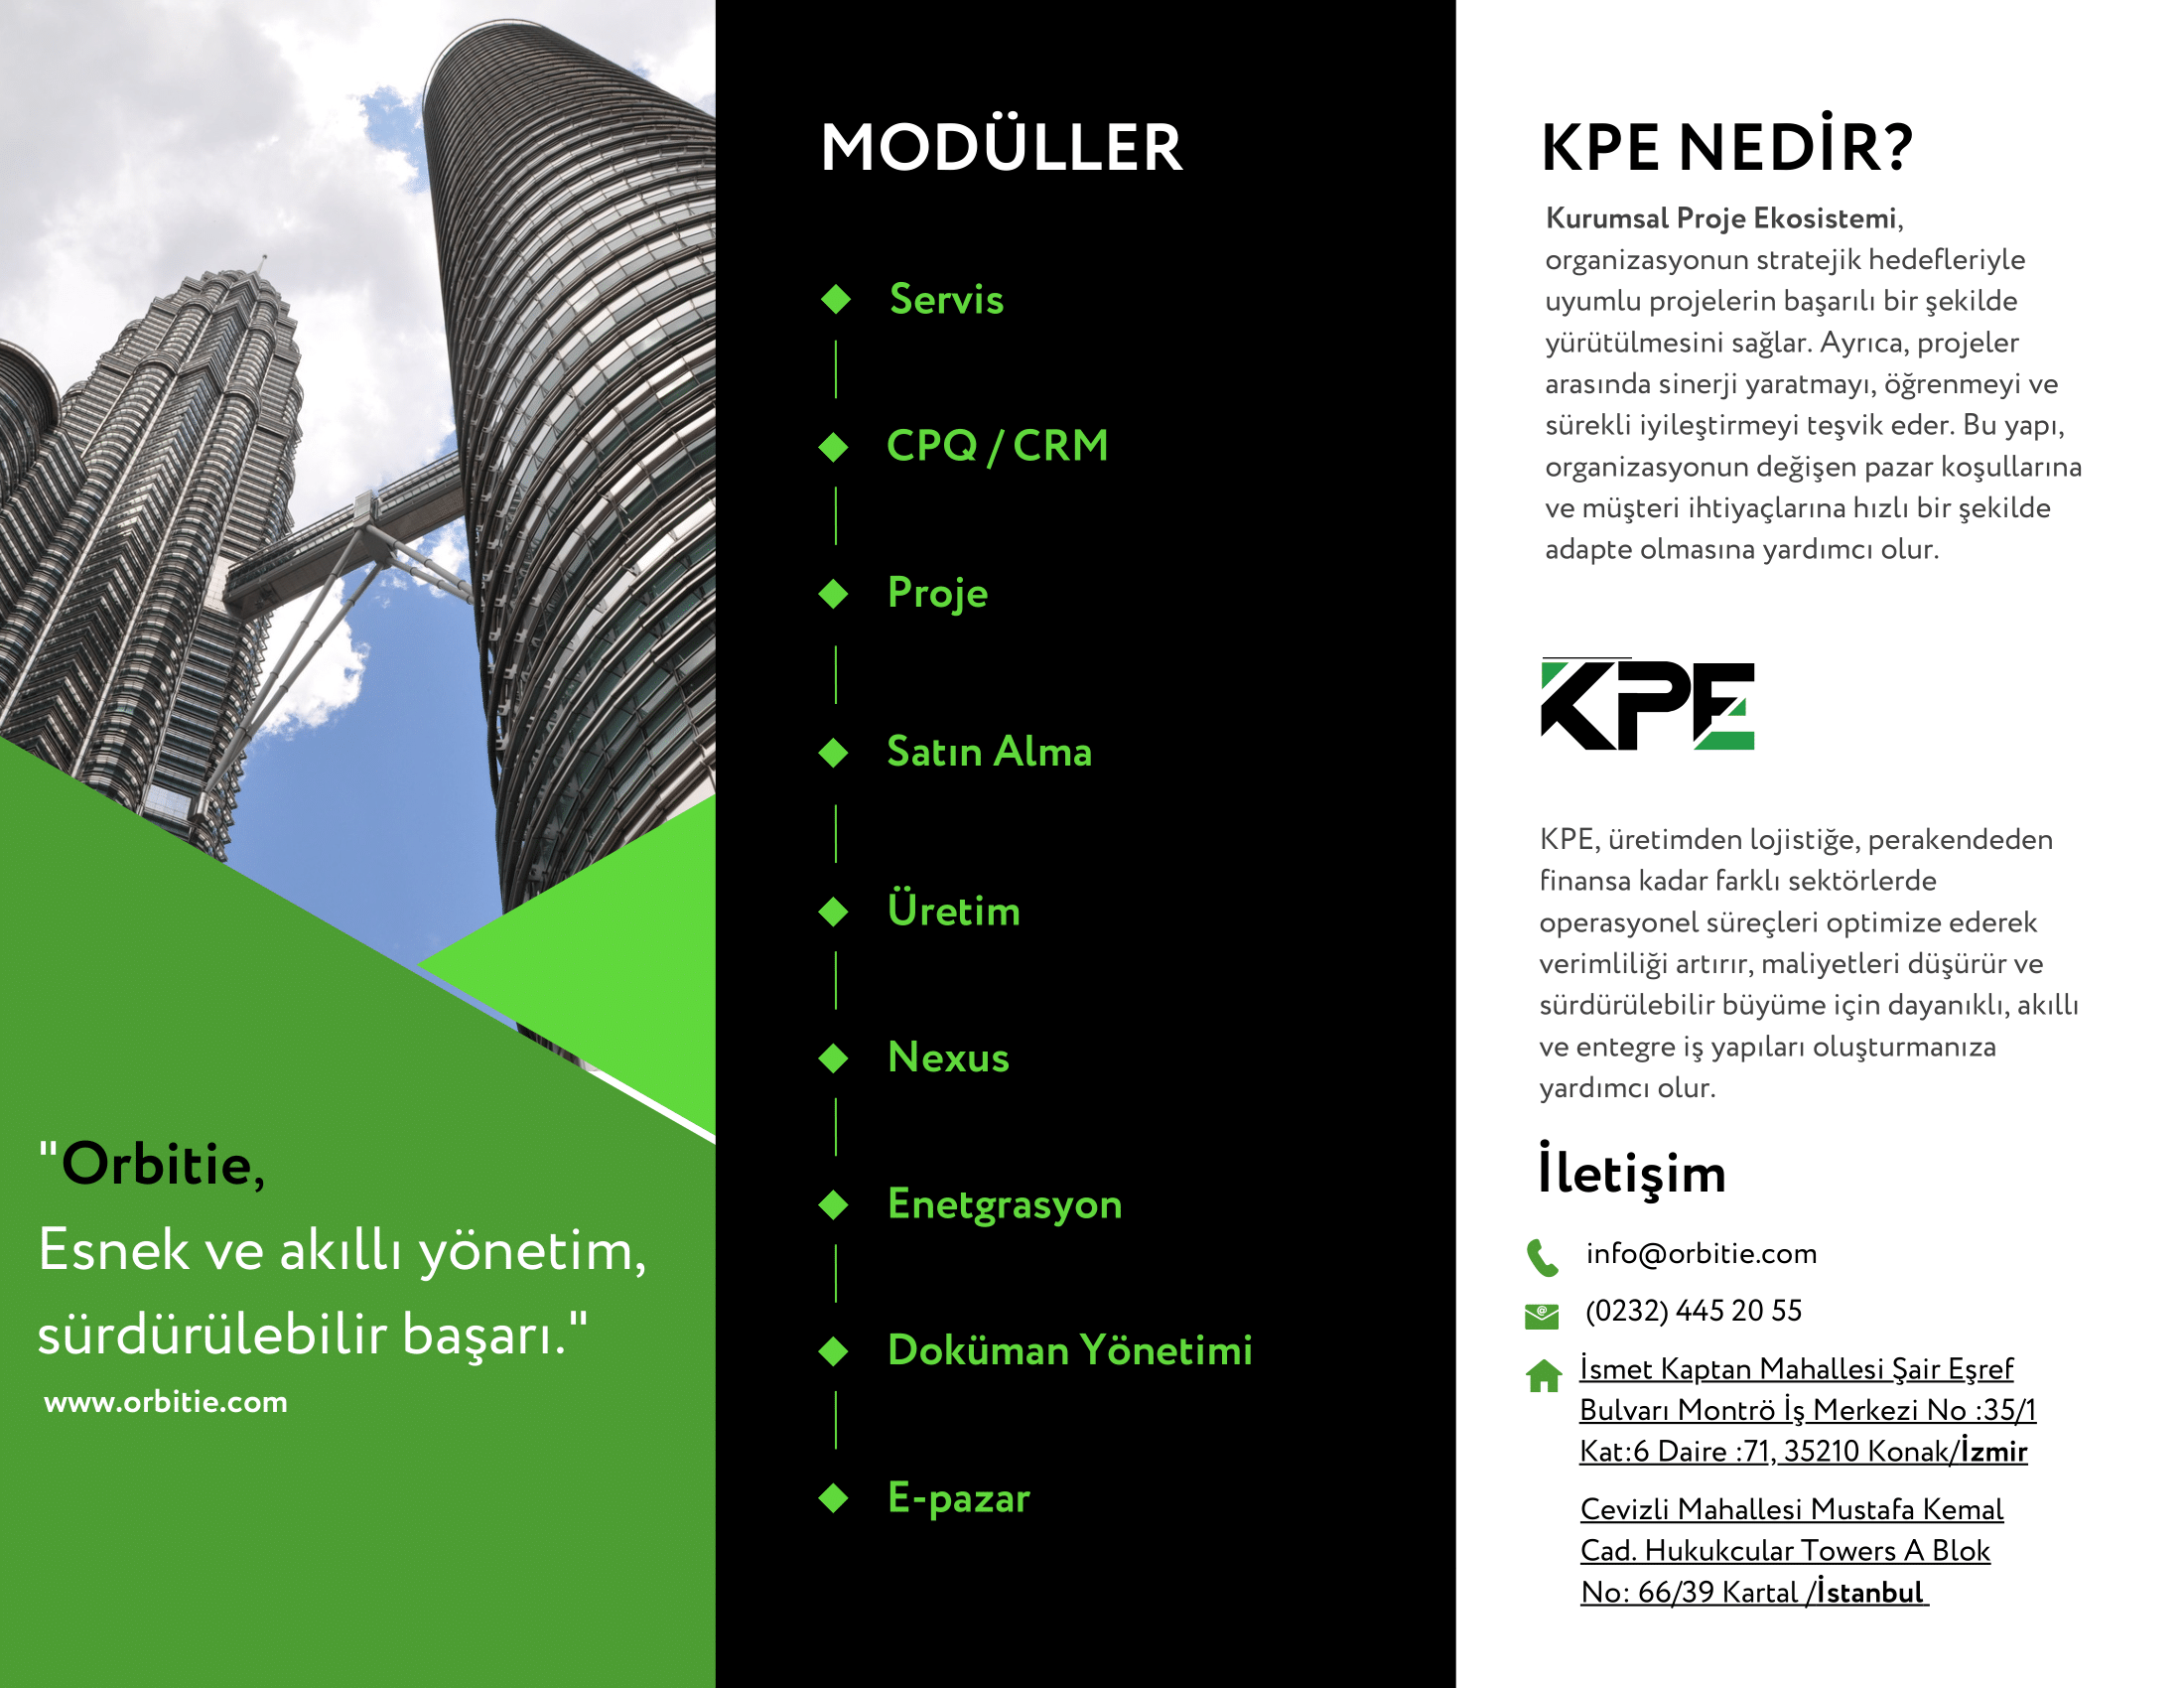 "Orbitie,
Esnek ve akıllı yönetim,
sürdürülebilir başarı."
www.orbitie.com
MODÜLLER
Servis
CPQ / CRM
Proje
Satın Alma
Üretim
Nexus
Enetgrasyon
Doküman Yönetimi
E-pazar
KPE NEDİR?
Kurumsal Proje Ekosistemi,
organizasyonun stratejik hedefleriyle
uyumlu projelerin başarılı bir şekilde
yürütülmesini sağlar. Ayrıca, projeler
arasında sinerji yaratmayı, öğrenmeyi ve
sürekli iyileştirmeyi teşvik eder. Bu yapı,
organizasyonun değişen pazar koşullarına
ve müşteri ihtiyaçlarına hızlı bir şekilde
adapte olmasına yardımcı olur.
KPE
KPE, üretimden lojistiğe, perakendeden
finansa kadar farklı sektörlerde
operasyonel süreçleri optimize ederek
verimliliği artırır, maliyetleri düşürür ve
sürdürülebilir büyüme için dayanıklı, akıllı
ve entegre iş yapıları oluşturmanıza
yardımcı olur.
İletişim
info@orbitie.com
(0232) 445 20 55
İsmet Kaptan Mahallesi Şair Eşref
Bulvarı Montrö İş Merkezi No :35/1
Kat:6 Daire :71, 35210 Konak/İzmir
Cevizli Mahallesi Mustafa Kemal
Cad. Hukukcular Towers A Blok
No: 66/39 Kartal /İstanbul